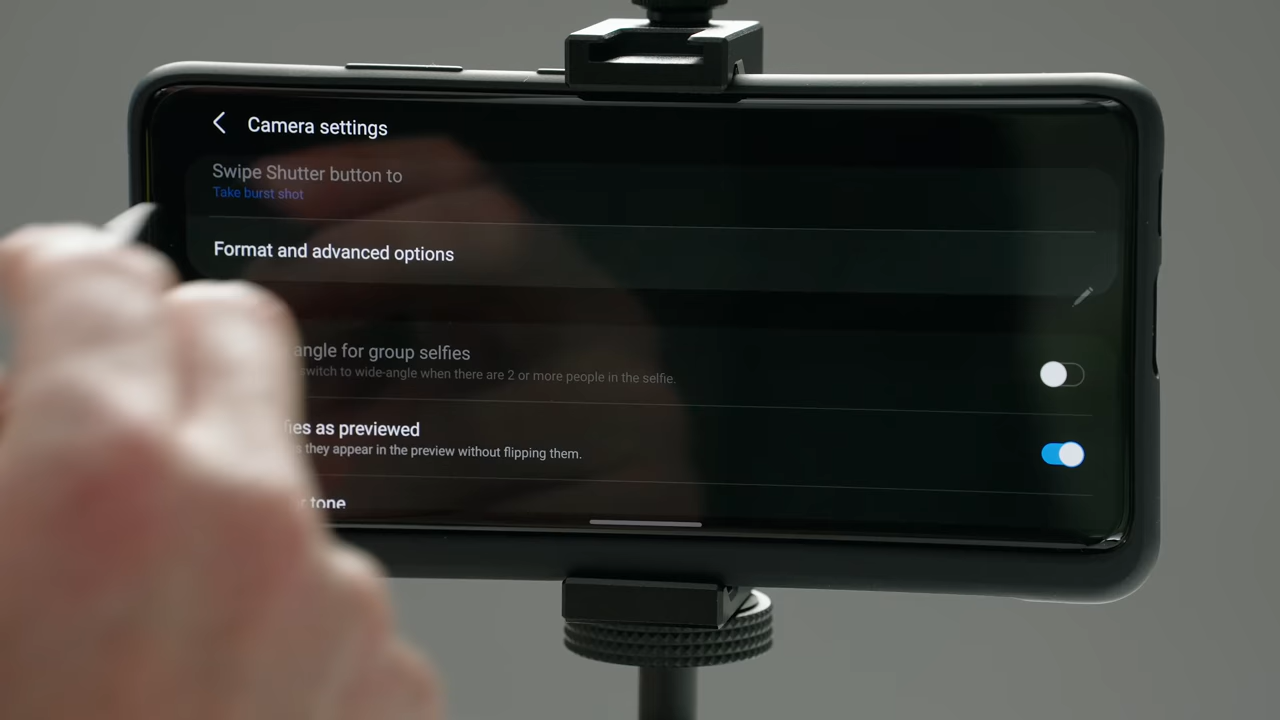 Camera settings
Swipe Shutter button to
Take burst shot
Format and advanced options
angle for group selfies
switch to wide-angle when there are 2 or more people in the selfie.
as previewed
they appear in the preview without flipping them.
tone